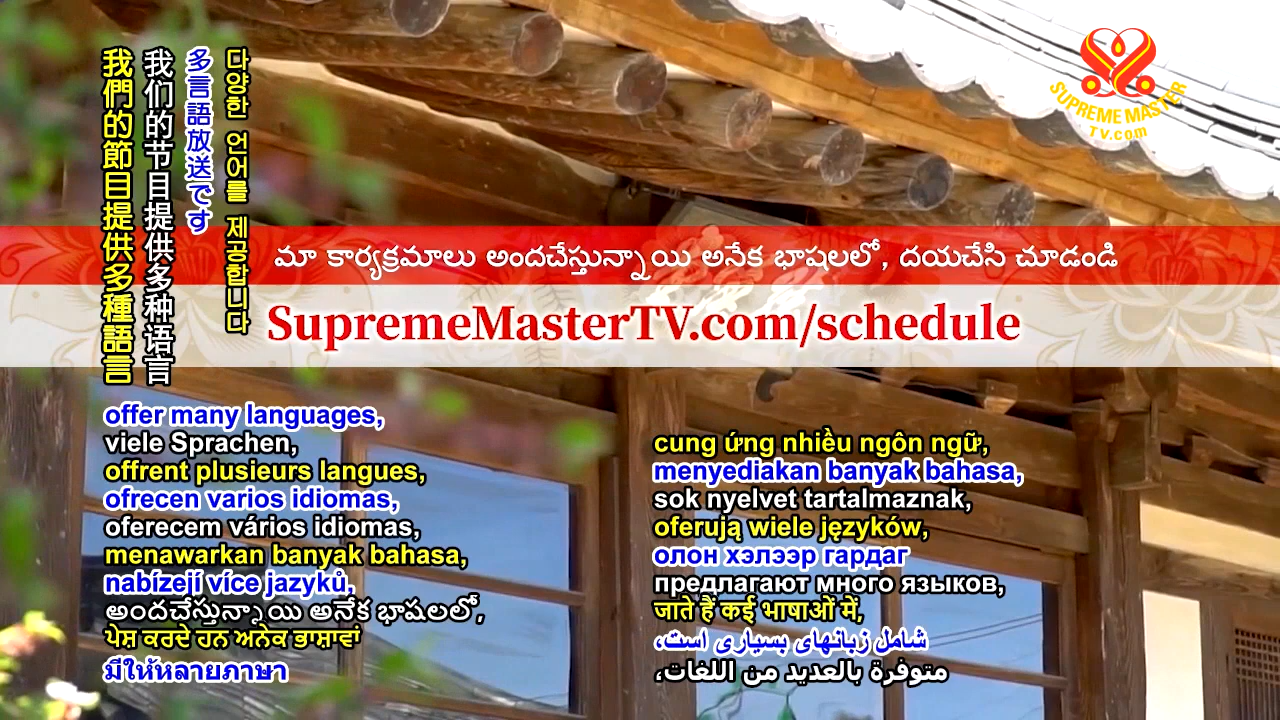 我們的節目提供多種語言
我们的节目提供多种语言
多言語放送です
다양한 언어를 제공합니다
SUPREME MASTER
TV.com
మా కార్యక్రమాలు అందచేస్తున్నాయి అనేక భాషలలో, దయచేసి చూడండి
SupremeMasterTV.com/schedule
offer many languages,
viele Sprachen,
offrent plusieurs langues,
ofrecen varios idiomas,
oferecem vários idiomas,
menawarkan banyak bahasa,
nabízejí více jazyků,
అందచేస్తున్నాయి అనేక భాషలలో,
ਪੇਸ਼ ਕਰਦੇ ਹਨ ਅਨੇਕ ਭਾਸ਼ਾਵਾਂ
มีให้หลายภาษา
cung ứng nhiều ngôn ngữ,
menyediakan banyak bahasa,
sok nyelvet tartalmaznak,
oferują wiele języków,
олон хэлээр гардаг
предлагают много языков,
जाते हैं कई भाषाओं में,
شامل زبانهای بسیاری است،
متوفرة بالعديد من اللغات،